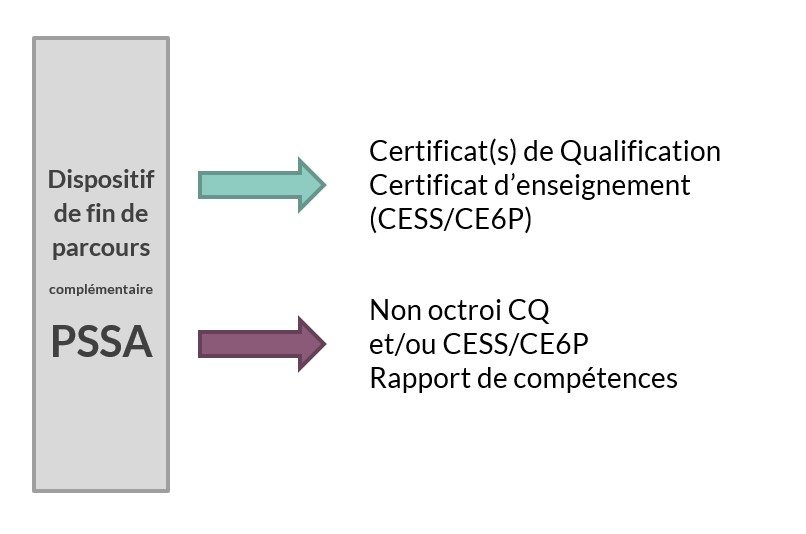 Dispositif
de fin de
parcours
complémentaire
PSSA
Certificat(s) de Qualification
Certificat d’enseignement
(CESS/CE6P)
Non octroi CQ
et/ou CESS/CE6P
Rapport de compétences